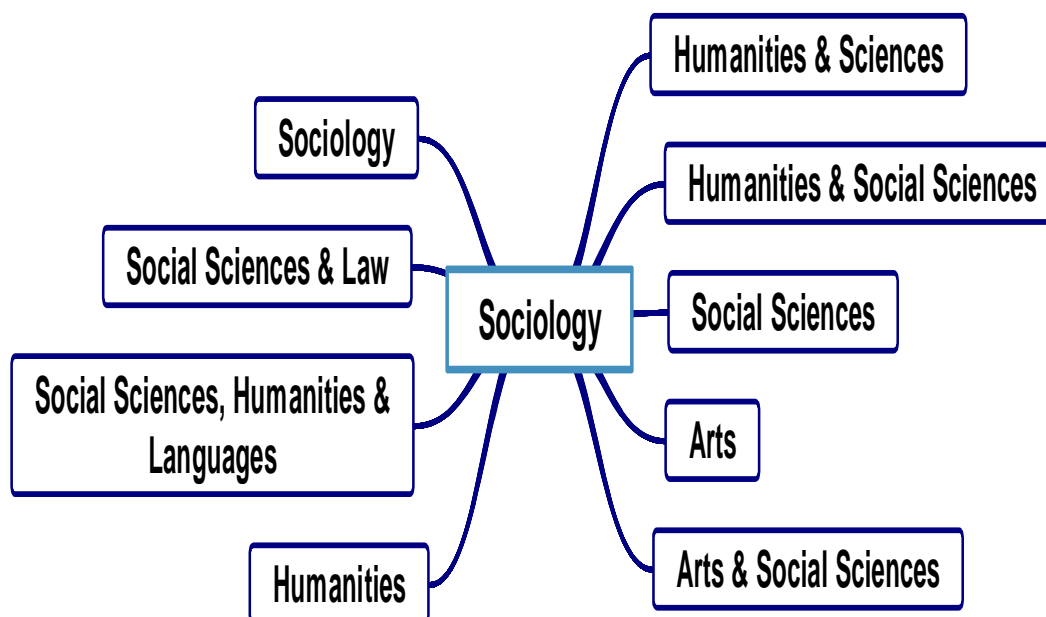 Humanities & Sciences
Sociology
Humanities & Social Sciences
Social Sciences & Law
Sociology
Social Sciences
Social Sciences, Humanities &
Languages
Arts
Humanities
Arts & Social Sciences